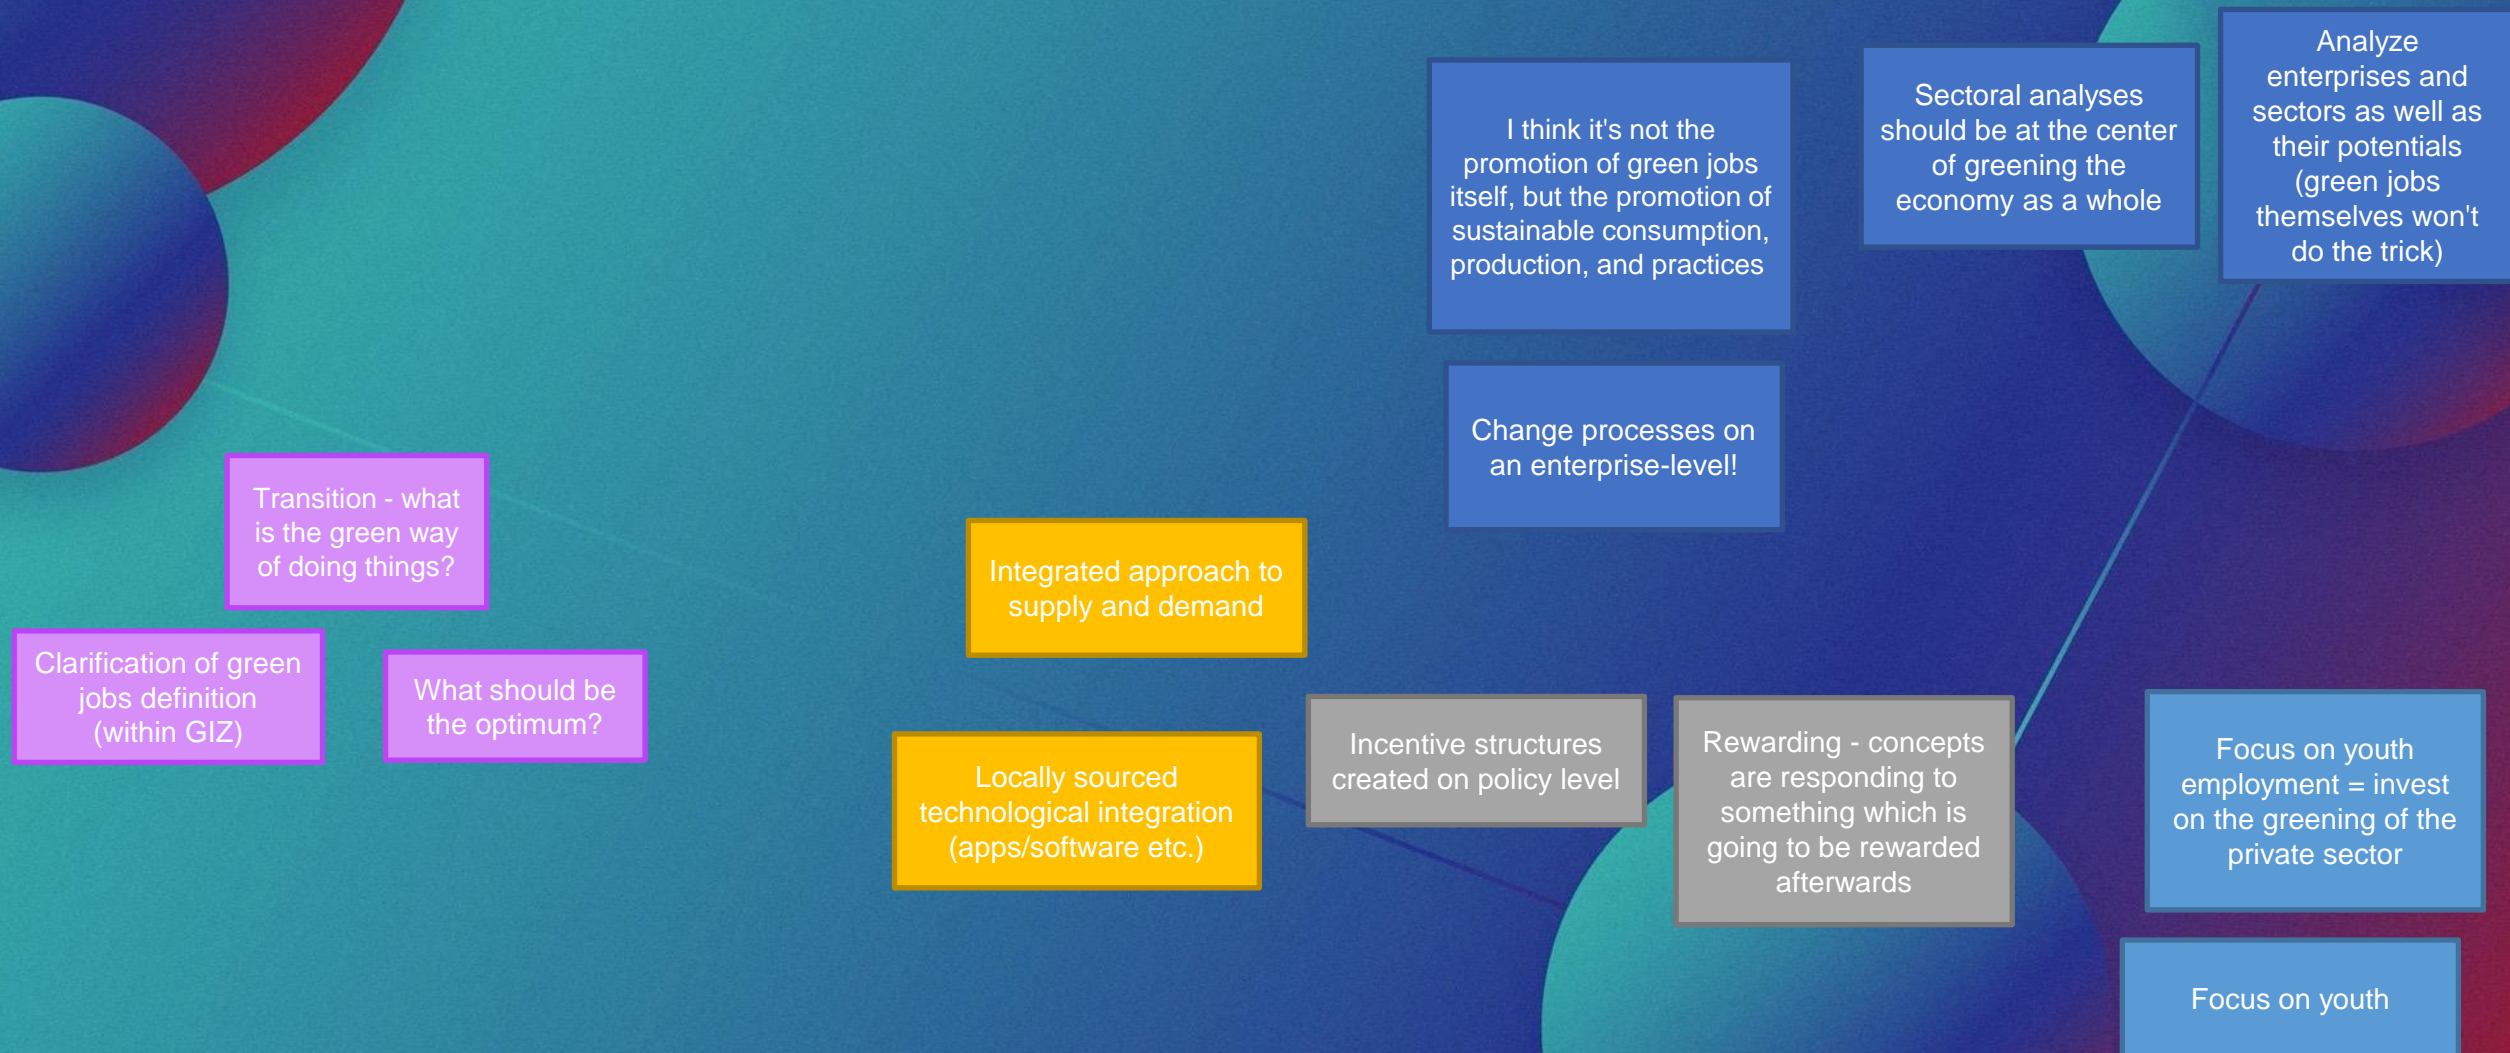 Analyze
enterprises and
sectors as well as
their potentials
(green jobs
themselves won't
do the trick)
Sectoral analyses
should be at the center
of greening the
economy as a whole
I think it's not the
promotion of green jobs
itself, but the promotion of
sustainable consumption,
production, and practices
Change processes on
an enterprise-level!
Transition - what
is the green way
of doing things?
Clarification of green
jobs definition
(within GIZ)
What should be
the optimum?
Integrated approach to
supply and demand
Locally sourced
technological integration
(apps/software etc.)
Incentive structures
created on policy level
Rewarding - concepts
are responding to
something which is
going to be rewarded
afterwards
Focus on youth
employment = invest
on the greening of the
private sector
Focus on youth